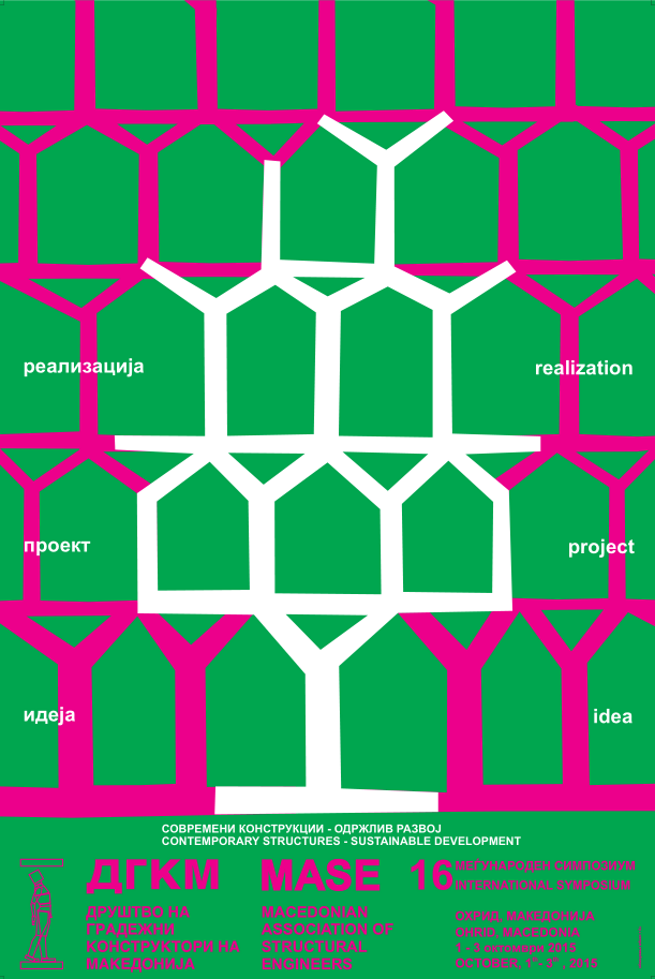 реализација
realization
проект
project
идеја
idea
СОВРЕМЕНИ КОНСТРУКЦИИ - ОДРЖЛИВ РАЗВОЈ
CONTEMPORARY STRUCTURES - SUSTAINABLE DEVELOPMENT
ДГКМ
ДРУШТВО НА
ГРАДЕЖНИ
КОНСТРУКТОРИ НА
МАКЕДОНИЈА
MASE
MACEDONIAN
ASSOCIATION OF
STRUCTURAL
ENGINEERS
16 МЕЃУНАРОДЕН СИМПОЗИУМ
INTERNATIONAL SYMPOSIUM
ОХРИД, МАКЕДОНИЈА
OHRID, MACEDONIA
1 - 3 октомври 2015
OCTOBER, 1st - 3rd, 2015